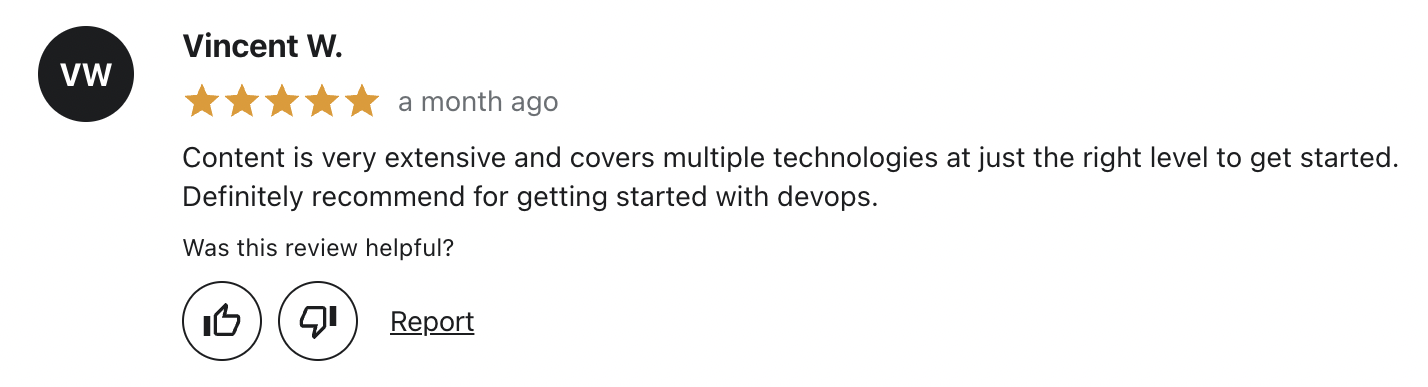 VW
Vincent W.
a month ago
Content is very extensive and covers multiple technologies at just the right level to get started.
Definitely recommend for getting started with devops.
Was this review helpful?
Report